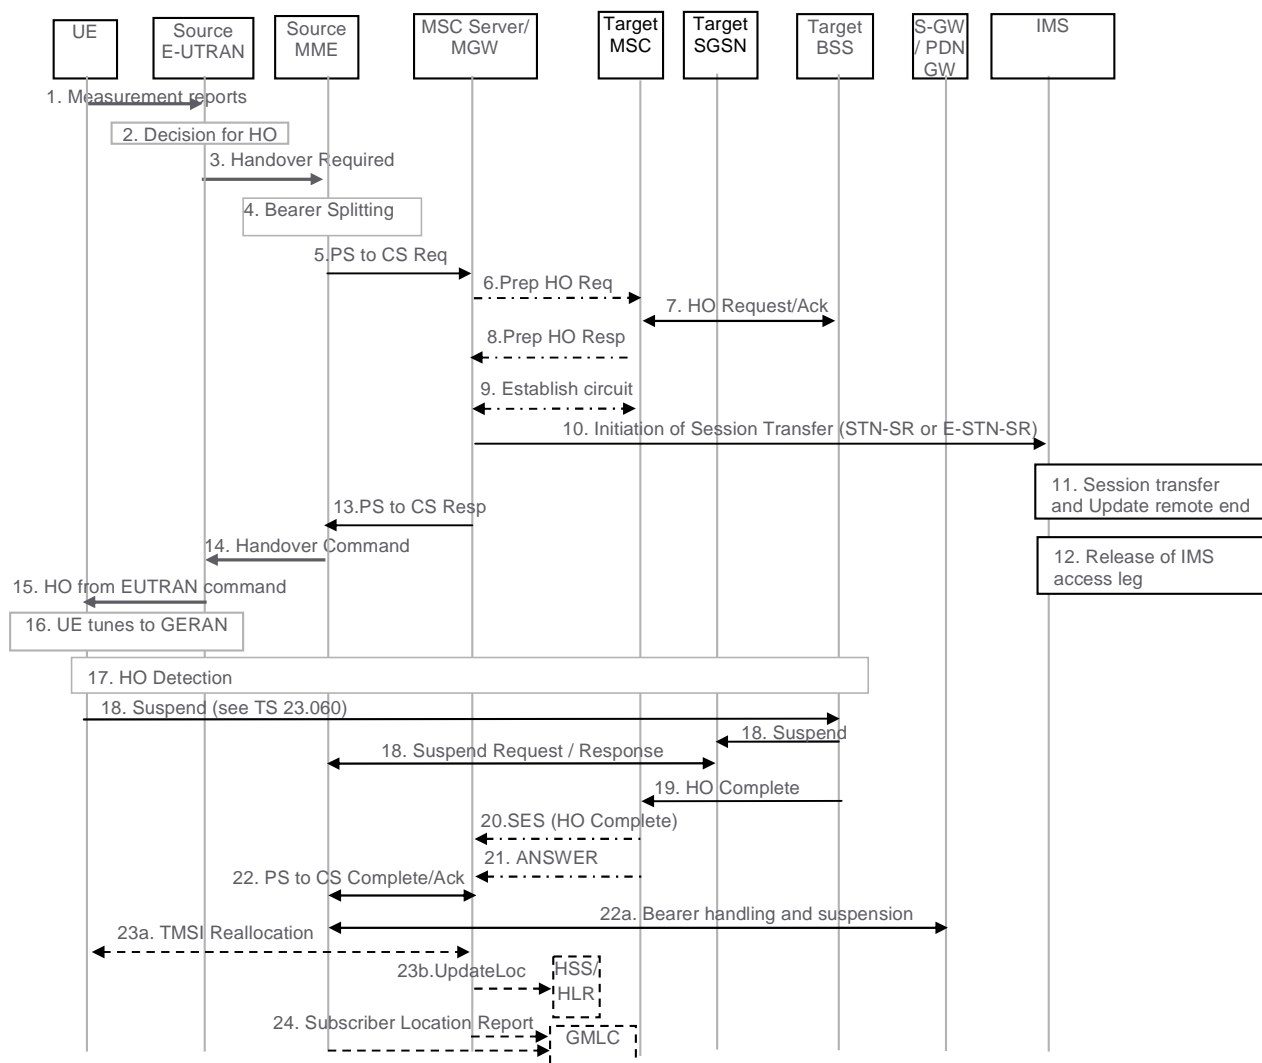 UE
Source
E-UTRAN
Source
MME
MSC Server/
MGW
Target
MSC
Target
SGSN
Target
BSS
S-GW
/ PDN
GW
IMS
1. Measurement reports
2. Decision for HO
3. Handover Required
4. Bearer Splitting
5.PS to CS Req
6.Prep HO Req
7. HO Request/Ack
8.Prep HO Resp
9. Establish circuit
10. Initiation of Session Transfer (STN-SR or E-STN-SR)
11. Session transfer
and Update remote end
13.PS to CS Resp
12. Release of IMS
access leg
14. Handover Command
15. HO from EUTRAN command
16. UE tunes to GERAN
17. HO Detection
18. Suspend (see TS 23.060)
18. Suspend
18. Suspend Request / Response
19. HO Complete
20.SES (HO Complete)
21. ANSWER
22. PS to CS Complete/Ack
22a. Bearer handling and suspension
23a. TMSI Reallocation
23b.UpdateLoc
HSS/
HLR
24. Subscriber Location Report
GMLC